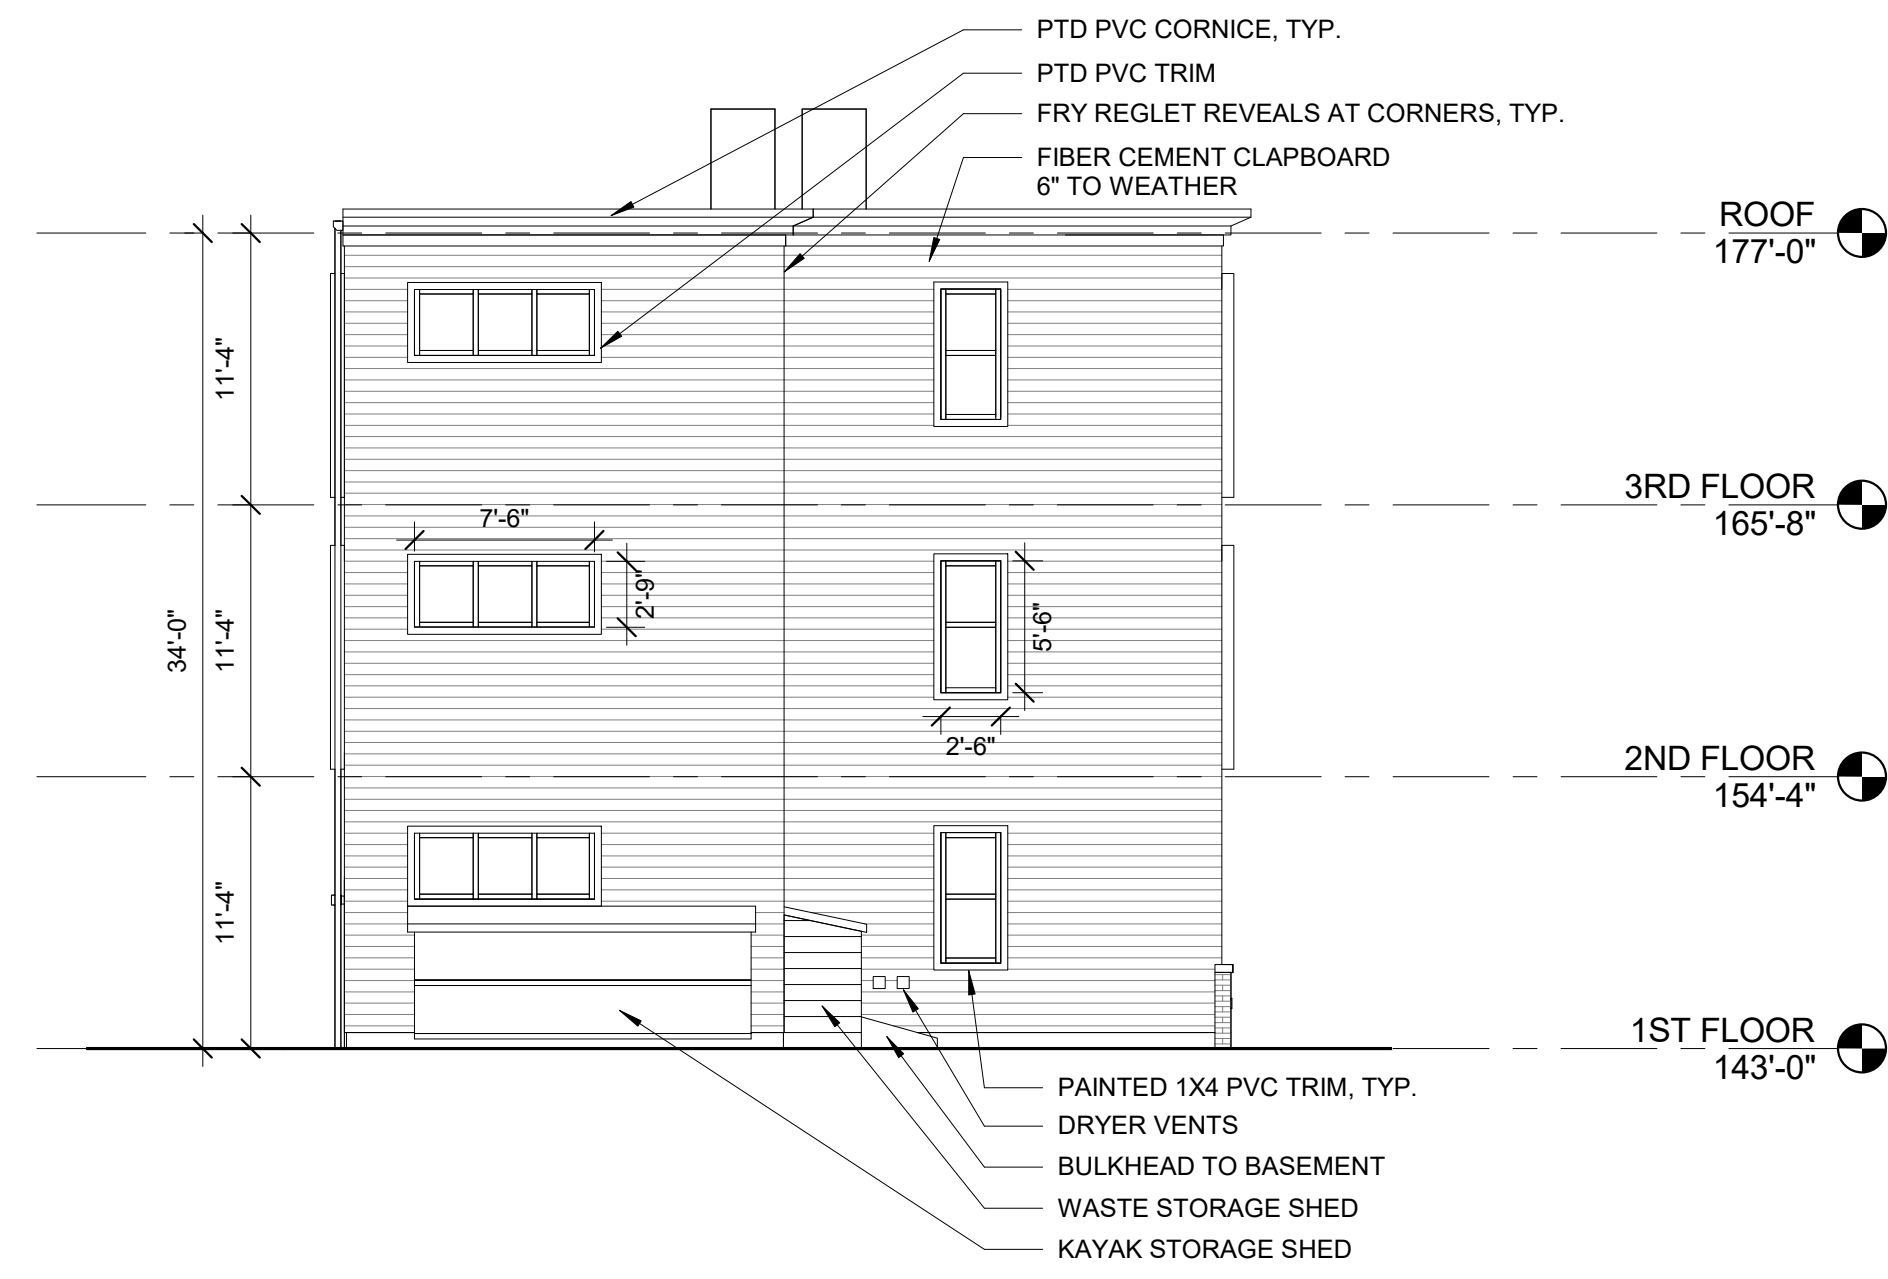 PTD PVC CORNICE, TYP.
PTD PVC TRIM
FRY REGLET REVEALS AT CORNERS, TYP.
FIBER CEMENT CLAPBOARD
6" TO WEATHER
ROOF
177'-0"
11'-4"
3RD FLOOR
165'-8"
7'-6"
2'-9"
5'-6"
34'-0"
11'-4"
2'-6"
2ND FLOOR
154'-4"
11'-4"
1ST FLOOR
143'-0"
PAINTED 1X4 PVC TRIM, TYP.
DRYER VENTS
BULKHEAD TO BASEMENT
WASTE STORAGE SHED
KAYAK STORAGE SHED